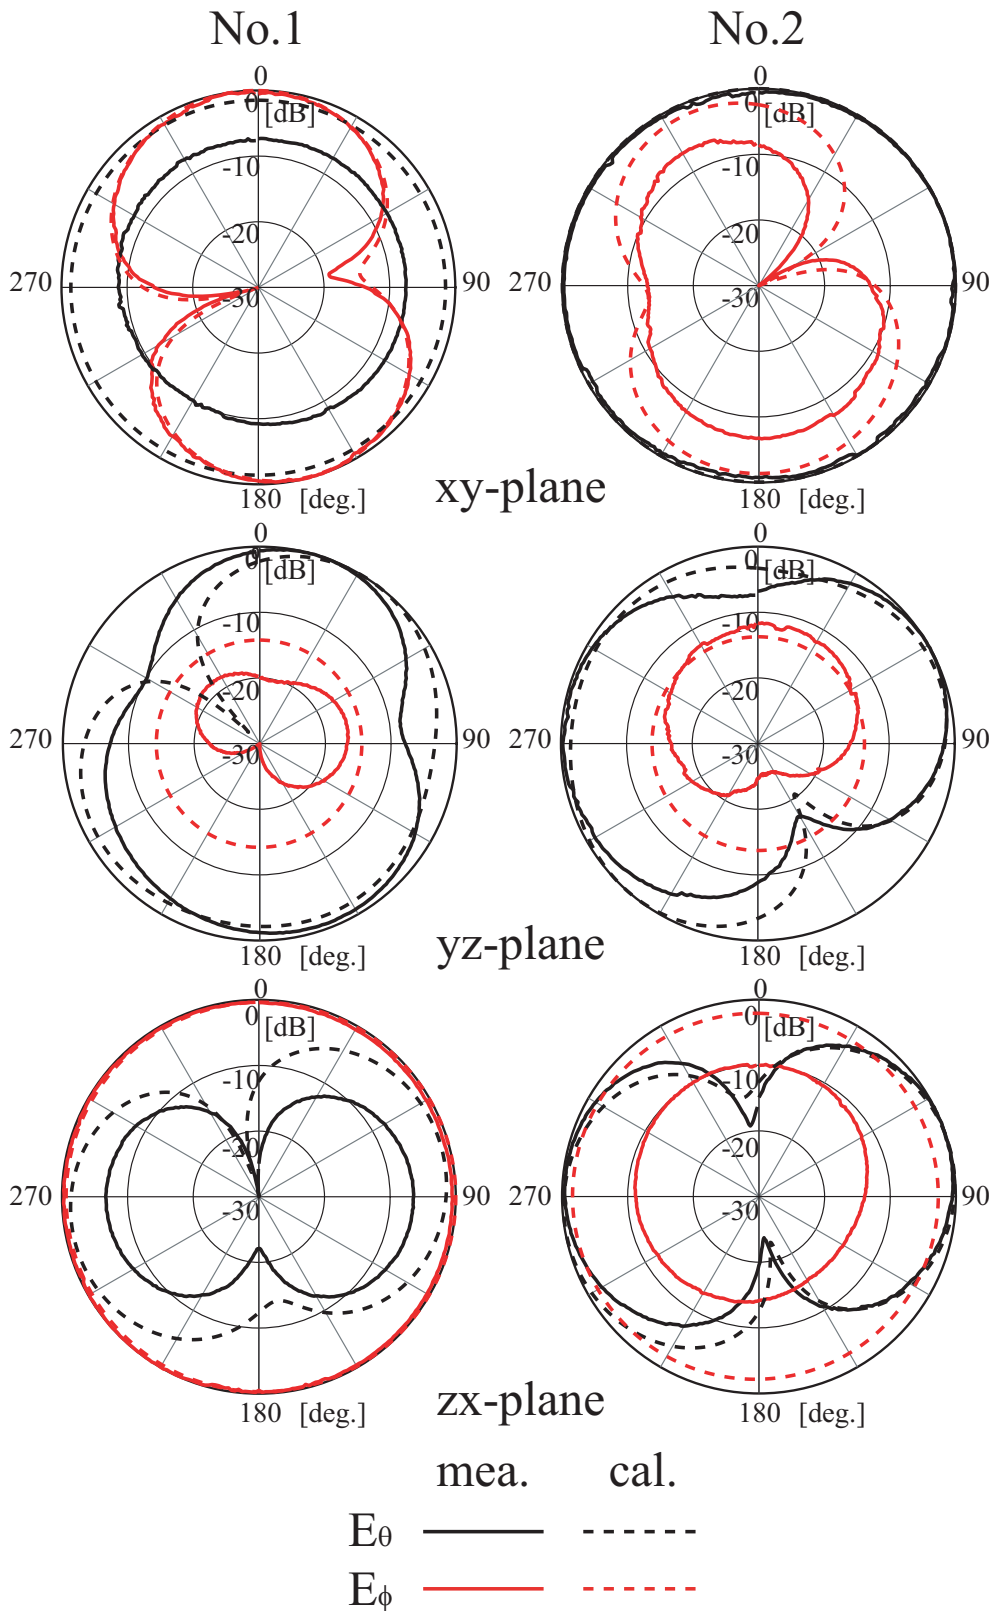 No.1 No.2
0 0
0 [dB] 0 [dB]
-10 -10
-20 -20
270 -30 90 270 -30 90
180 [deg.] xy-plane 180 [deg.]
0 0
0 [dB] 0 [dB]
-10 -10
-20 -20
270 -30 90 270 -30 90
180 [deg.] yz-plane 180 [deg.]
0 0
0 [dB] 0 [dB]
-10 -10
-20 -20
270 -30 90 270 -30 90
180 [deg.] zx-plane 180 [deg.]
mea. cal.
Eθ
Eϕ